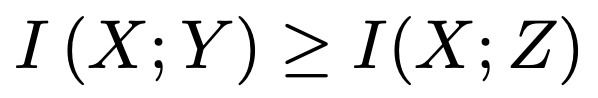 I (X; Y) ≥ I(X; Z)